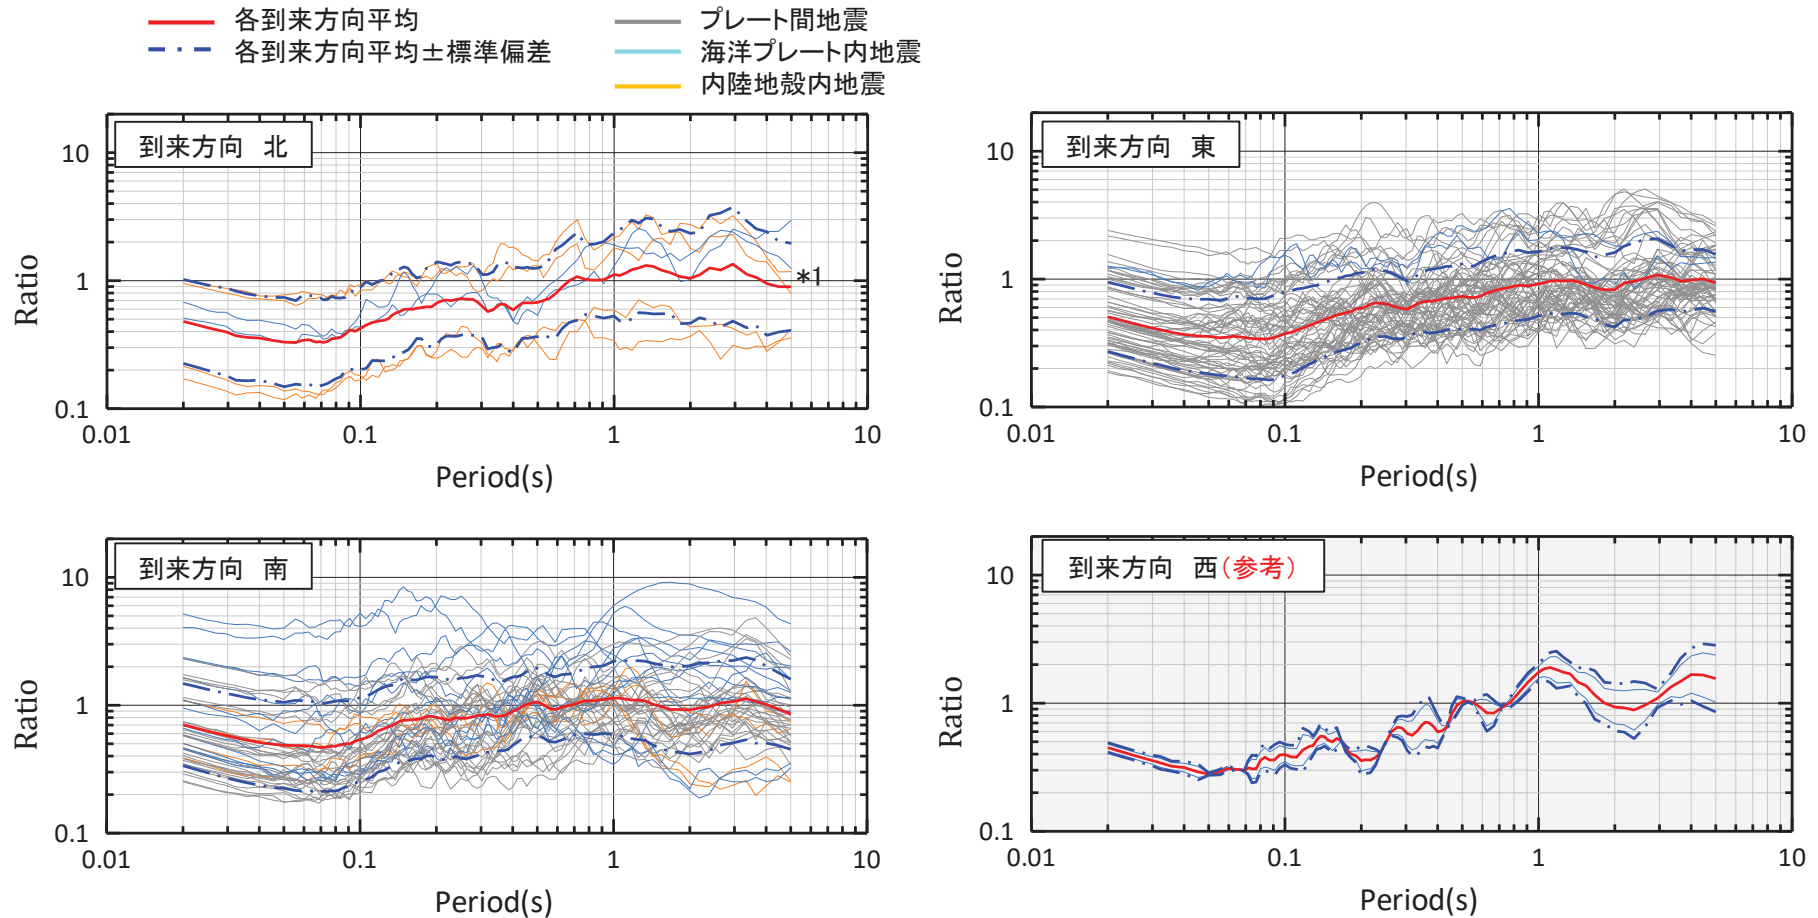 各到来方向平均
各到来方向平均±標準偏差
プレート間地震
海洋プレート内地震
内陸地殻内地震
到来方向 北
10
1
0.1
0.01 0.1 1 10
Ratio
Period(s)
*1
到来方向 東
10
1
0.1
0.01 0.1 1 10
Ratio
Period(s)
到来方向 南
10
1
0.1
0.01 0.1 1 10
Ratio
Period(s)
到来方向 西(参考)
10
1
0.1
0.01 0.1 1 10
Ratio
Period(s)